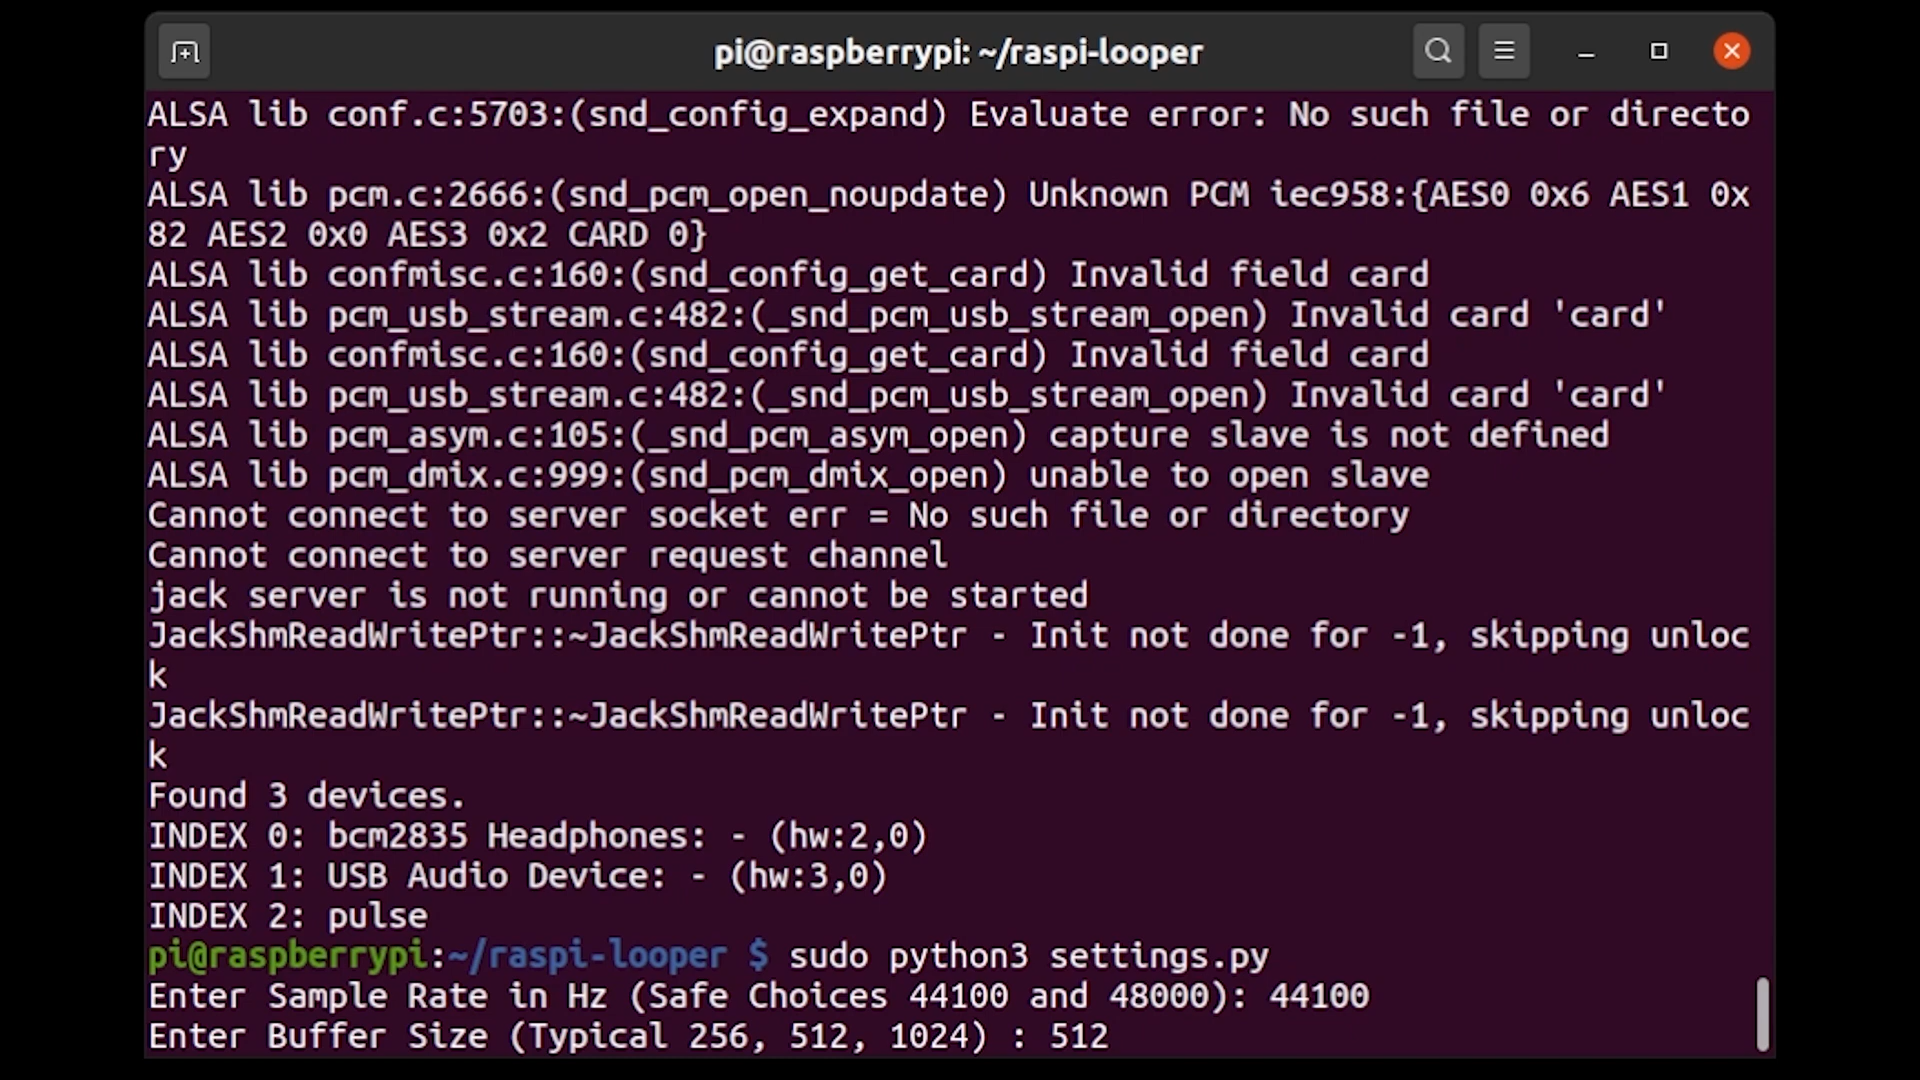 pi@raspberrypi: ~/raspi-looper
ALSA lib conf.c:5703:(snd_config_expand) Evaluate error: No such file or directo
ry
ALSA lib pcm.c:2666:(snd_pcm_open_noupdate) Unknown PCM iec958:{AES0 0x6 AES1 0x
82 AES2 0x0 AES3 0x2 CARD 0}
ALSA lib confmisc.c:160:(snd_config_get_card) Invalid field card
ALSA lib pcm_usb_stream.c:482:(_snd_pcm_usb_stream_open) Invalid card 'card'
ALSA lib confmisc.c:160:(snd_config_get_card) Invalid field card
ALSA lib pcm_usb_stream.c:482:(_snd_pcm_usb_stream_open) Invalid card 'card'
ALSA lib pcm_asym.c:105:(_snd_pcm_asym_open) capture slave is not defined
ALSA lib pcm_dmix.c:999:(snd_pcm_dmix_open) unable to open slave
Cannot connect to server socket err = No such file or directory
Cannot connect to server request channel
jack server is not running or cannot be started
JackShmReadWritePtr::~JackShmReadWritePtr - Init not done for -1, skipping unloc
k
JackShmReadWritePtr::~JackShmReadWritePtr - Init not done for -1, skipping unloc
k
Found 3 devices.
INDEX 0: bcm2835 Headphones: - (hw:2,0)
INDEX 1: USB Audio Device: - (hw:3,0)
INDEX 2: pulse
pi@raspberrypi:~/raspi-looper $ sudo python3 settings.py
Enter Sample Rate in Hz (Safe Choices 44100 and 48000): 44100
Enter Buffer Size (Typical 256, 512, 1024) : 512